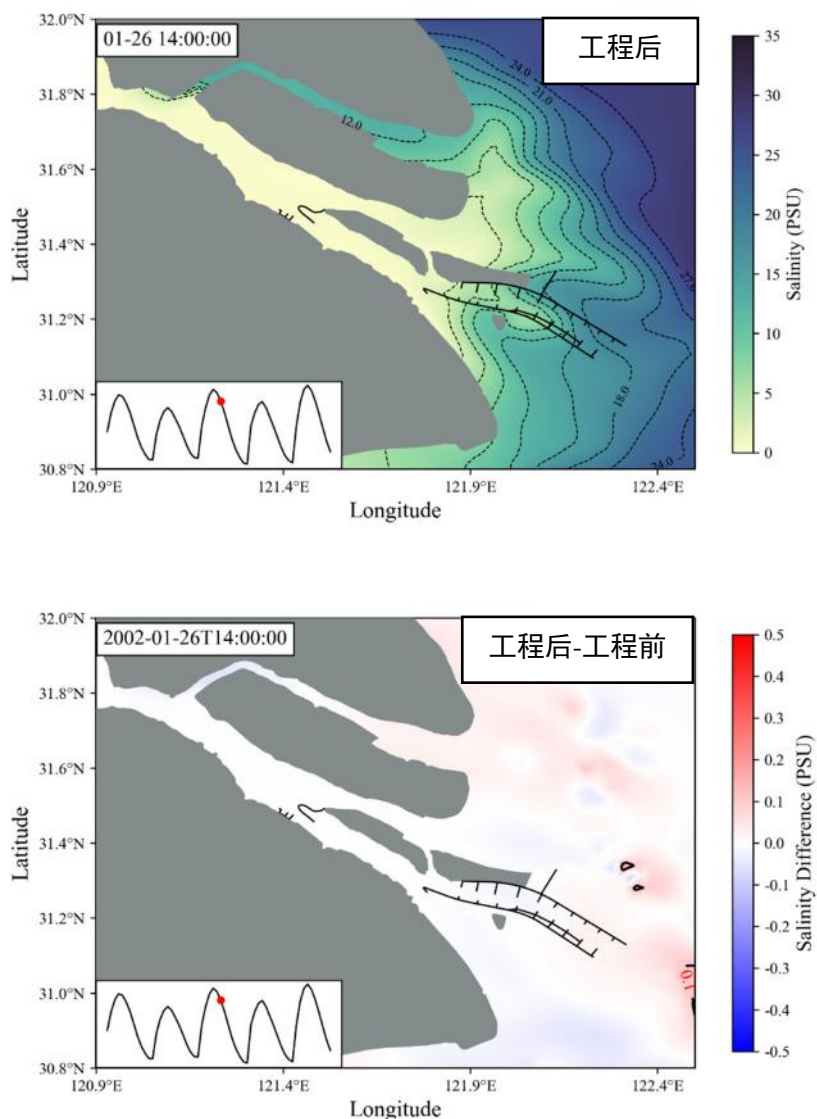 32.0°N
01-26 14:00:00
工程后
24.0
21.0
31.8°N
12.0
31.6°N
31.4°N
27.0
31.2°N
18.0
31.0°N
24.0
30.8°N
120.9°E
121.4°E
121.9°E
122.4°E
Longitude
Latitude
35
30
25
20
15
10
5
0
Salinity (PSU)
32.0°N
2002-01-26T14:00:00
工程后-工程前
31.8°N
31.6°N
31.4°N
31.2°N
31.0°N
0.1
30.8°N
120.9°E
121.4°E
121.9°E
122.4°E
Longitude
Latitude
0.5
0.4
0.3
0.2
0.1
0.0
-0.1
-0.2
-0.3
-0.4
-0.5
Salinity Difference (PSU)